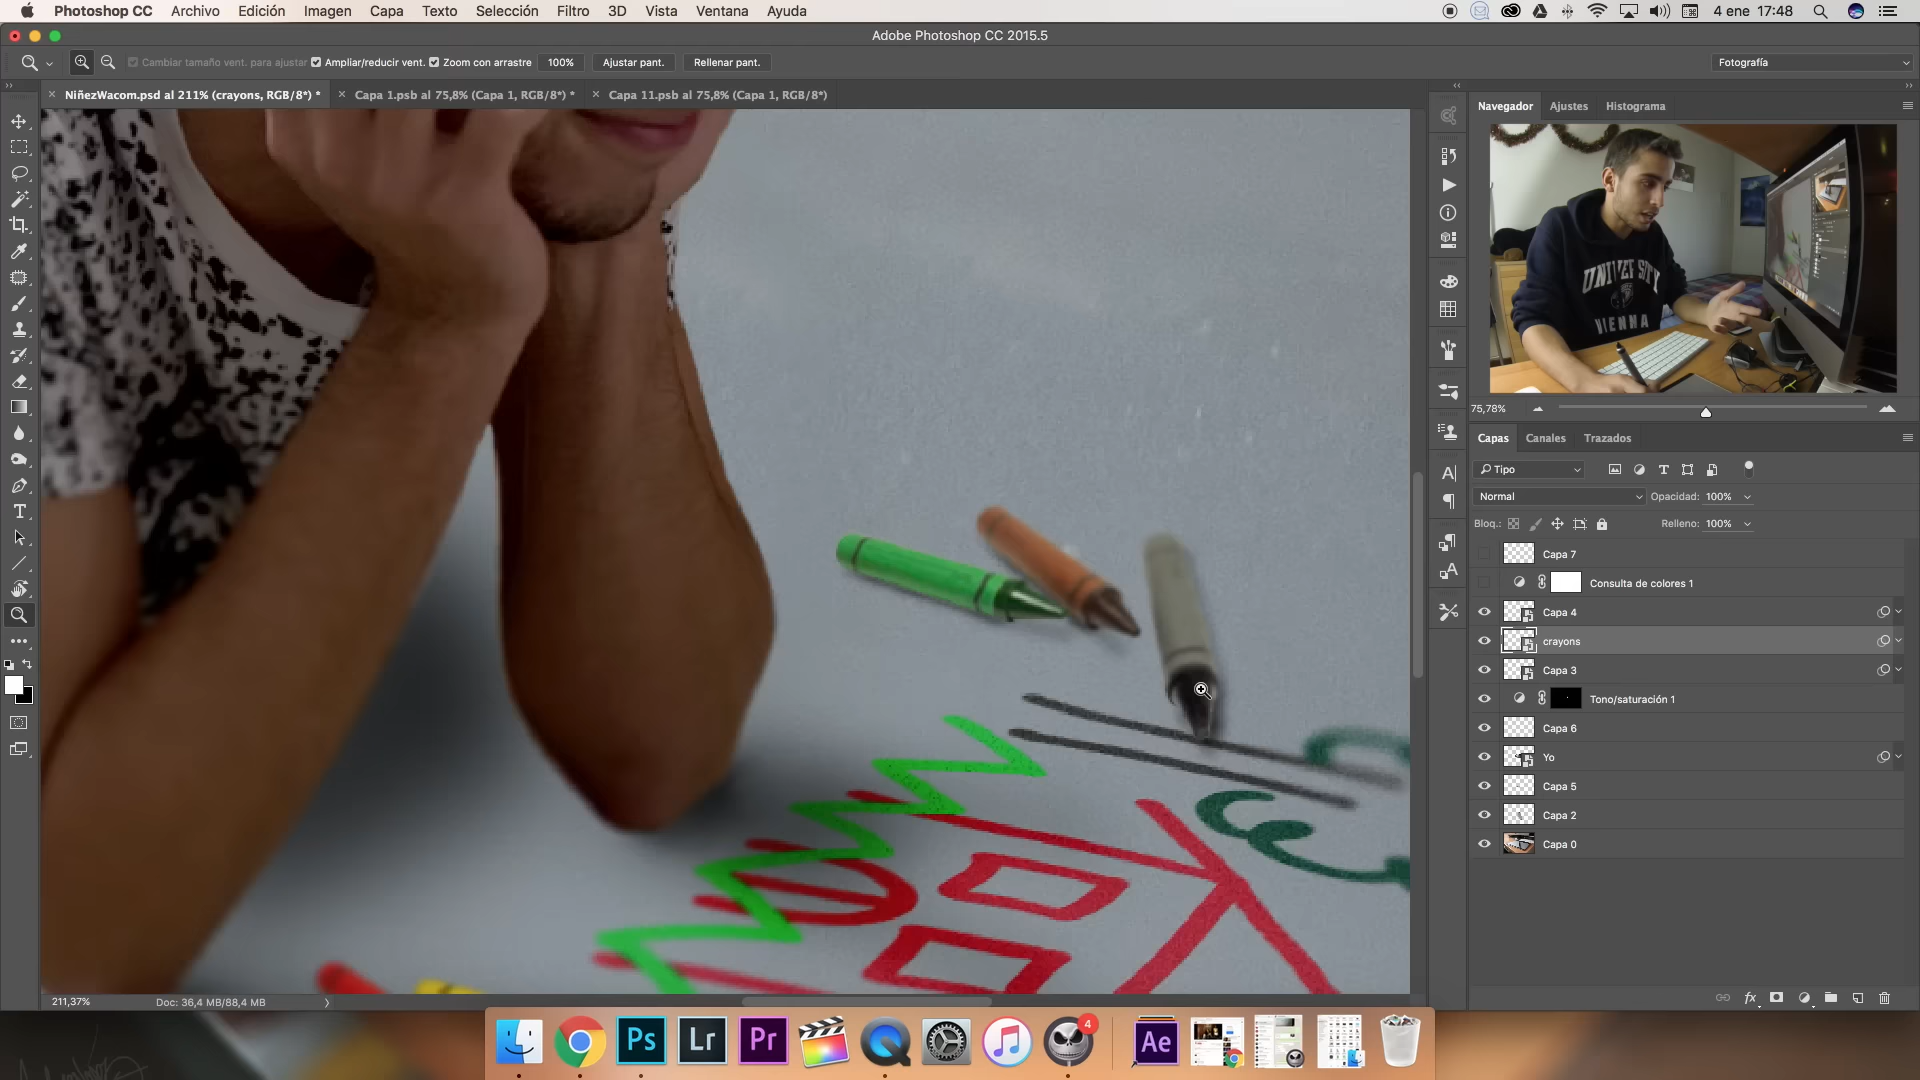 Photoshop CC Archivo Edición Imagen Capa Texto Selección Filtro 3D Vista Ventana Ayuda 4 ene 17:48
Adobe Photoshop CC 2015.5
Cambiar tamaño vent. para ajustar Ampliar/reducir vent. Zoom con arrastre 100% Ajustar pant. Rellenar pant. Fotografía
NiñezWacom.psd al 211% (crayons, RGB/8*) * Capa 1.psb al 75,8% (Capa 1, RGB/8*) * Capa 11.psb al 75,8% (Capa 1, RGB/8*)
Navegador Ajustes Histograma
UNIVERSITY
VIENNA
75,78%
Capas Canales Trazados
Tipo
Normal Opacidad: 100%
Bloq.: Relleno: 100%
Capa 7
Consulta de colores 1
Capa 4
crayons
Capa 3
Tono/saturación 1
Capa 6
Yo
Capa 5
Capa 2
Capa 0
211,37% Doc: 36,4 MB/88,4 MB
fx
Ps Lr Pr 4 Ae